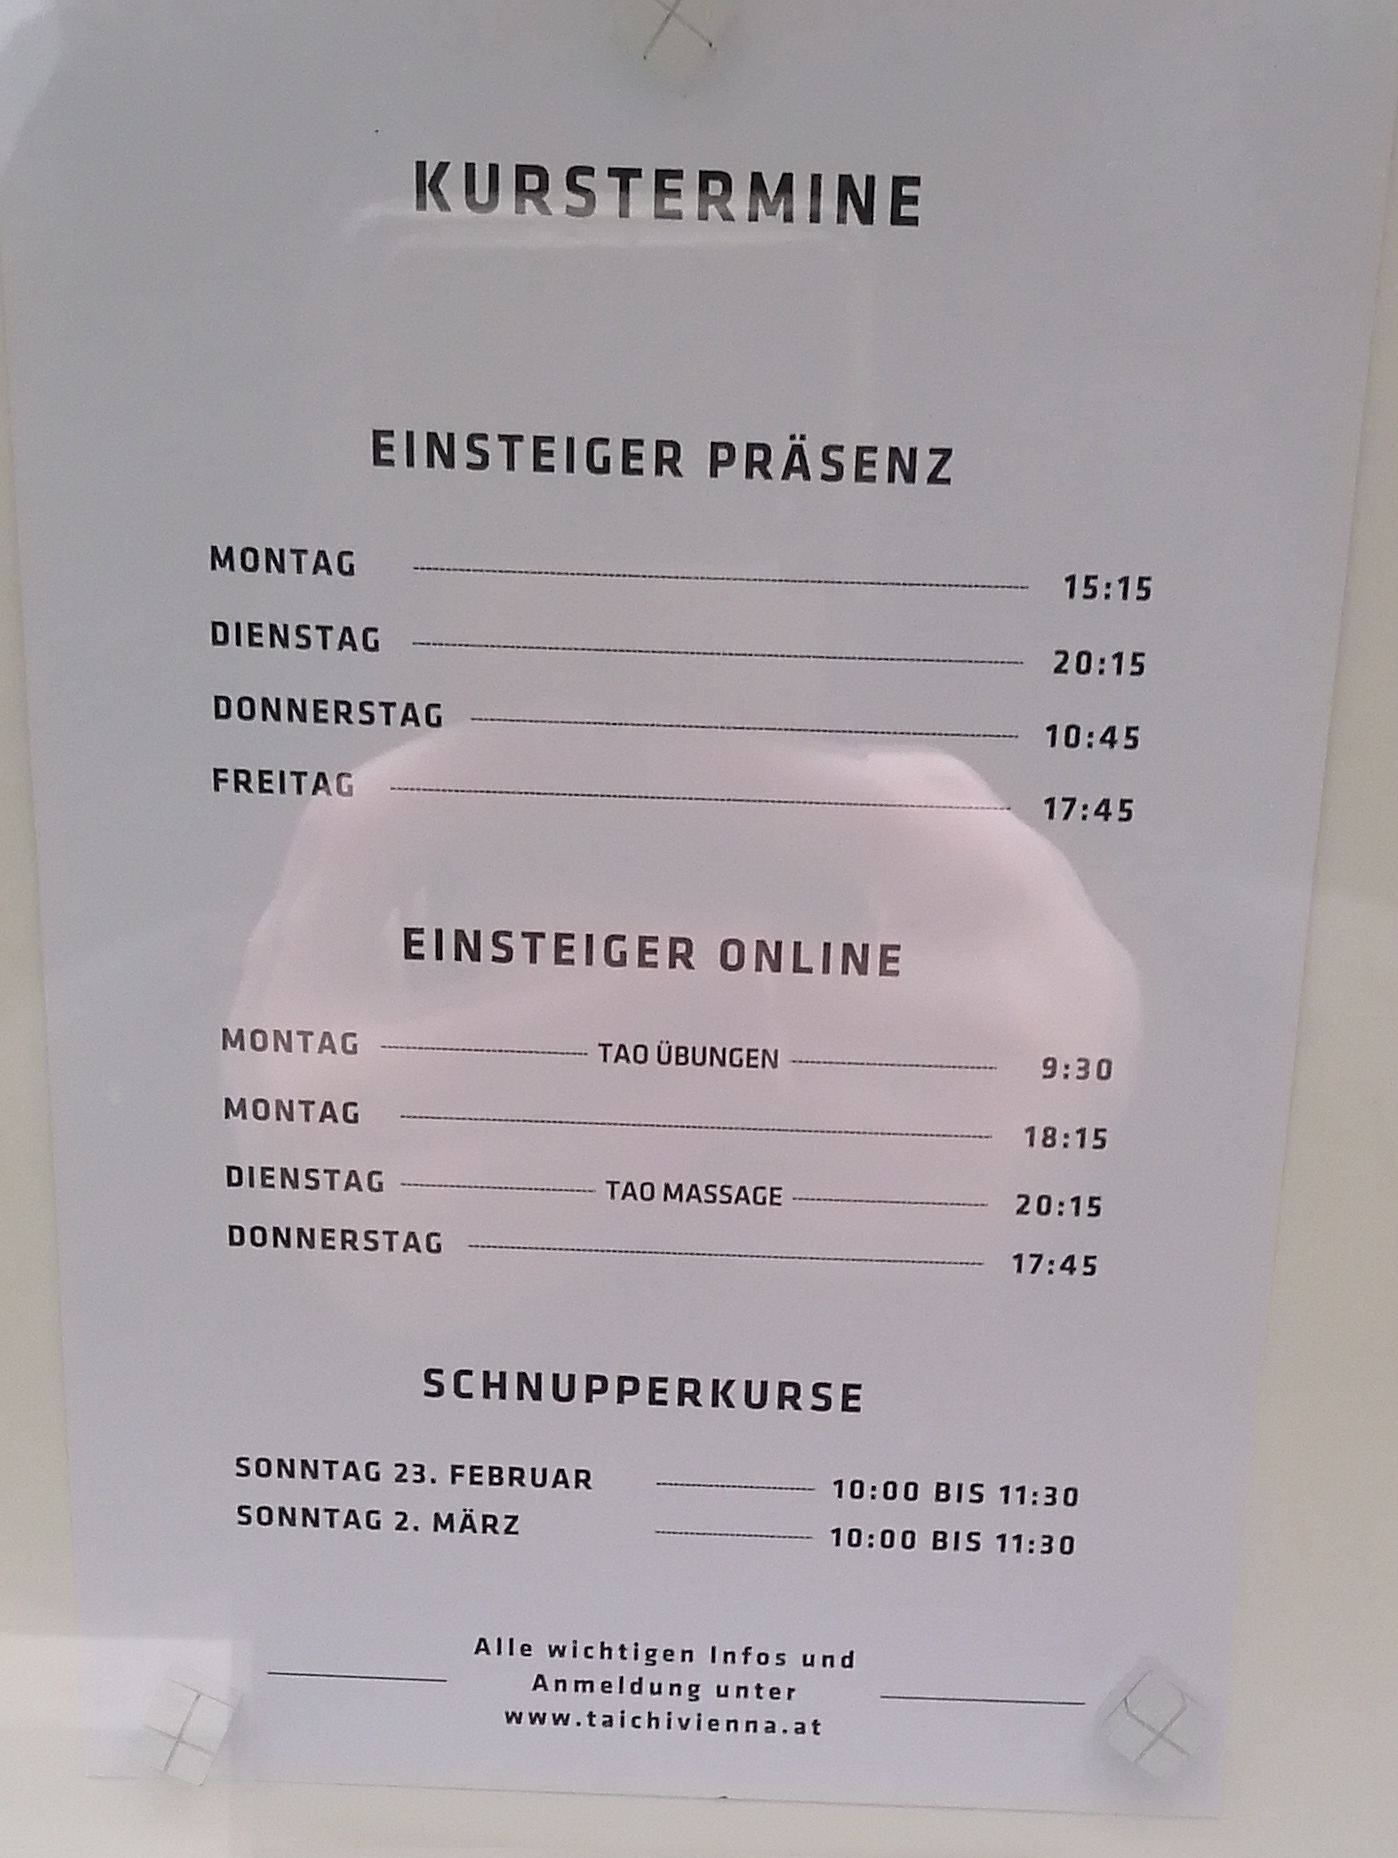 KURSTERMINE
EINSTEIGER PRÄSENZ
MONTAG 15:15
DIENSTAG 20:15
DONNERSTAG 10:45
FREITAG 17:45
EINSTEIGER ONLINE
MONTAG TAO ÜBUNGEN 9:30
MONTAG 18:15
DIENSTAG TAO MASSAGE 20:15
DONNERSTAG 17:45
SCHNUPPERKURSE
SONNTAG 23. FEBRUAR 10:00 BIS 11:30
SONNTAG 2. MÄRZ 10:00 BIS 11:30
Alle wichtigen Infos und
Anmeldung unter
www.taichivienna.at